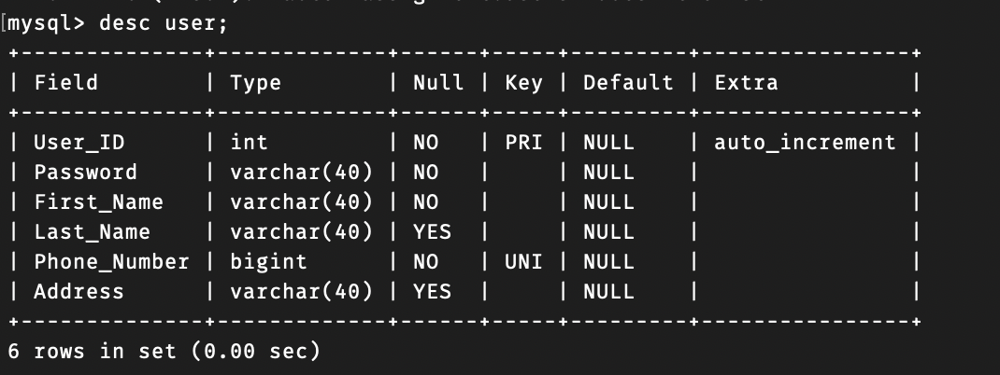 mysql> desc user;
+--------------+-------------+------+-----+---------+----------------+
| Field        | Type        | Null | Key | Default | Extra          |
+--------------+-------------+------+-----+---------+----------------+
| User_ID      | int         | NO   | PRI | NULL    | auto_increment |
| Password     | varchar(40) | NO   |     | NULL    |                |
| First_Name   | varchar(40) | NO   |     | NULL    |                |
| Last_Name    | varchar(40) | YES  |     | NULL    |                |
| Phone_Number | bigint      | NO   | UNI | NULL    |                |
| Address      | varchar(40) | YES  |     | NULL    |                |
+--------------+-------------+------+-----+---------+----------------+
6 rows in set (0.00 sec)